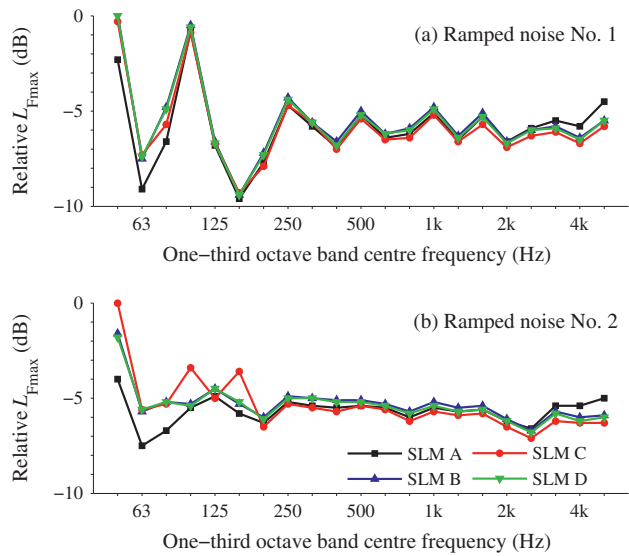 (a) Ramped noise No. 1
Relative L_Fmax (dB)
0
−5
−10
63 125 250 500 1k 2k 4k
One−third octave band centre frequency (Hz)
(b) Ramped noise No. 2
Relative L_Fmax (dB)
0
−5
−10
SLM A SLM C
SLM B SLM D
63 125 250 500 1k 2k 4k
One−third octave band centre frequency (Hz)